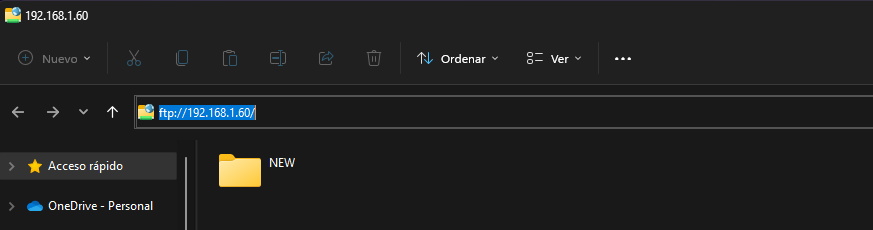 192.168.1.60
Nuevo Ordenar Ver
ftp://192.168.1.60/
Acceso rápido
NEW
OneDrive - Personal